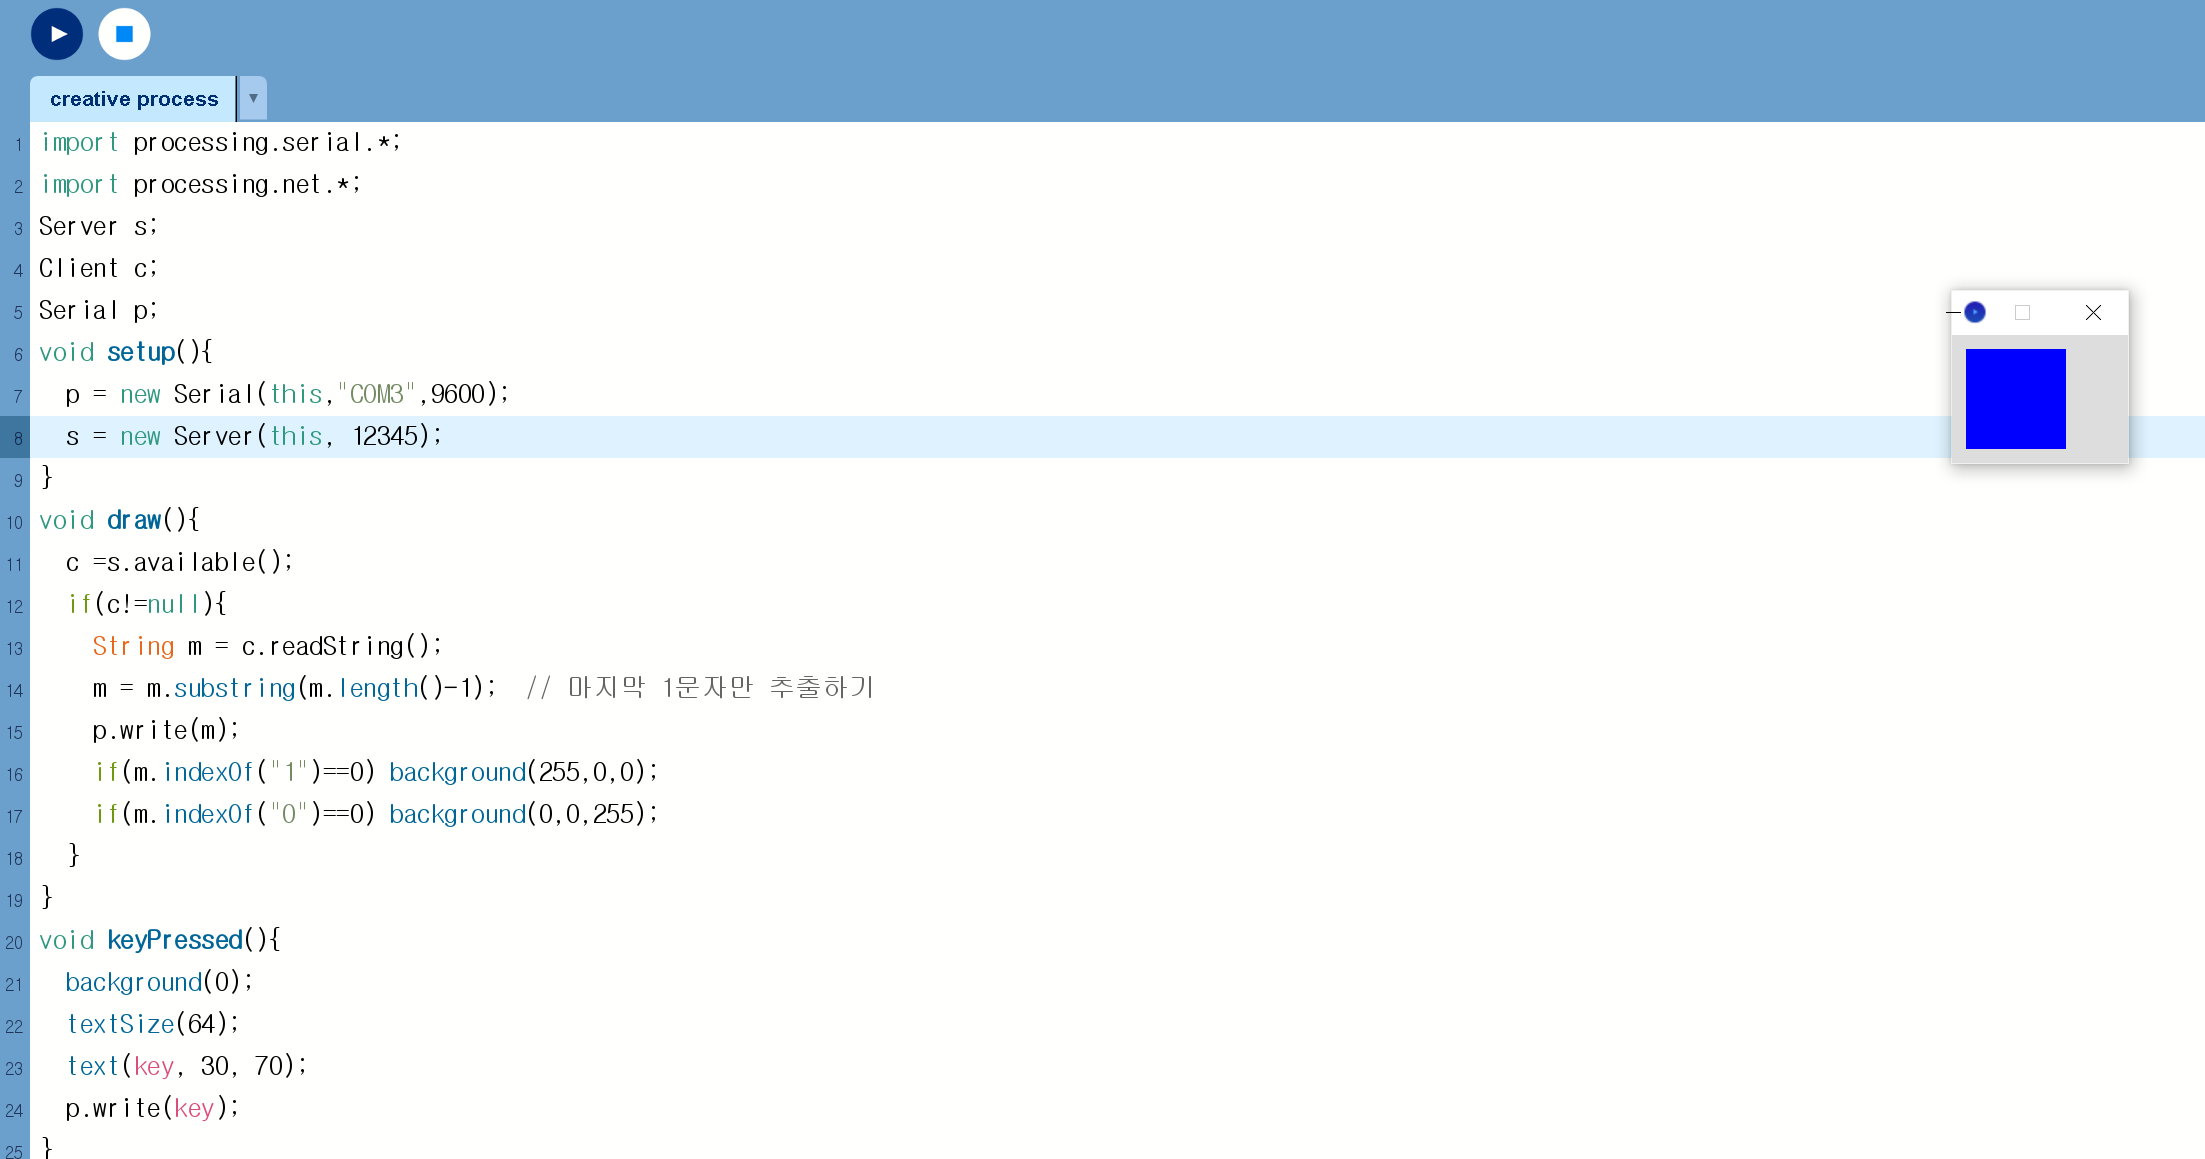 creative process
1 import processing.serial.*;
2 import processing.net.*;
3 Server s;
4 Client c;
5 Serial p;
6 void setup(){
7   p = new Serial(this,"COM3",9600);
8   s = new Server(this, 12345);
9 }
10 void draw(){
11   c =s.available();
12   if(c!=null){
13     String m = c.readString();
14     m = m.substring(m.length()-1);  // 마지막 1문자만 추출하기
15     p.write(m);
16     if(m.indexOf("1")==0) background(255,0,0);
17     if(m.indexOf("0")==0) background(0,0,255);
18   }
19 }
20 void keyPressed(){
21   background(0);
22   textSize(64);
23   text(key, 30, 70);
24   p.write(key);
25 }